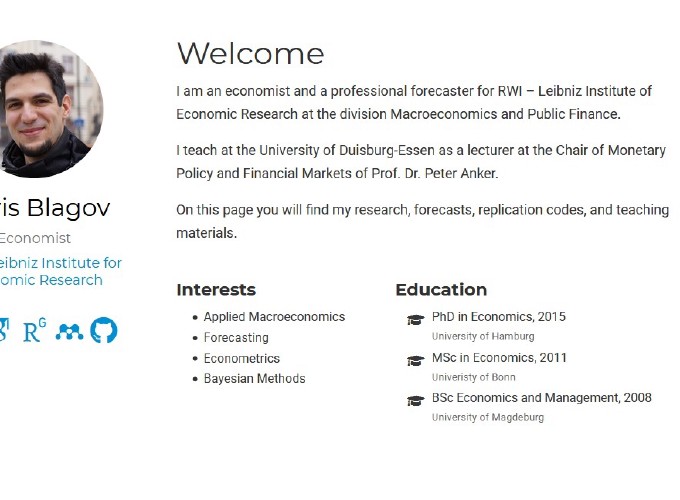 Welcome
I am an economist and a professional forecaster for RWI – Leibniz Institute of
Economic Research at the division Macroeconomics and Public Finance.
I teach at the University of Duisburg-Essen as a lecturer at the Chair of Monetary
Policy and Financial Markets of Prof. Dr. Peter Anker.
On this page you will find my research, forecasts, replication codes, and teaching
materials.
is Blagov
Economist
eibniz Institute for
omic Research
RG
Interests
Applied Macroeconomics
Forecasting
Econometrics
Bayesian Methods
Education
PhD in Economics, 2015
University of Hamburg
MSc in Economics, 2011
Univeristy of Bonn
BSc Economics and Management, 2008
University of Magdeburg